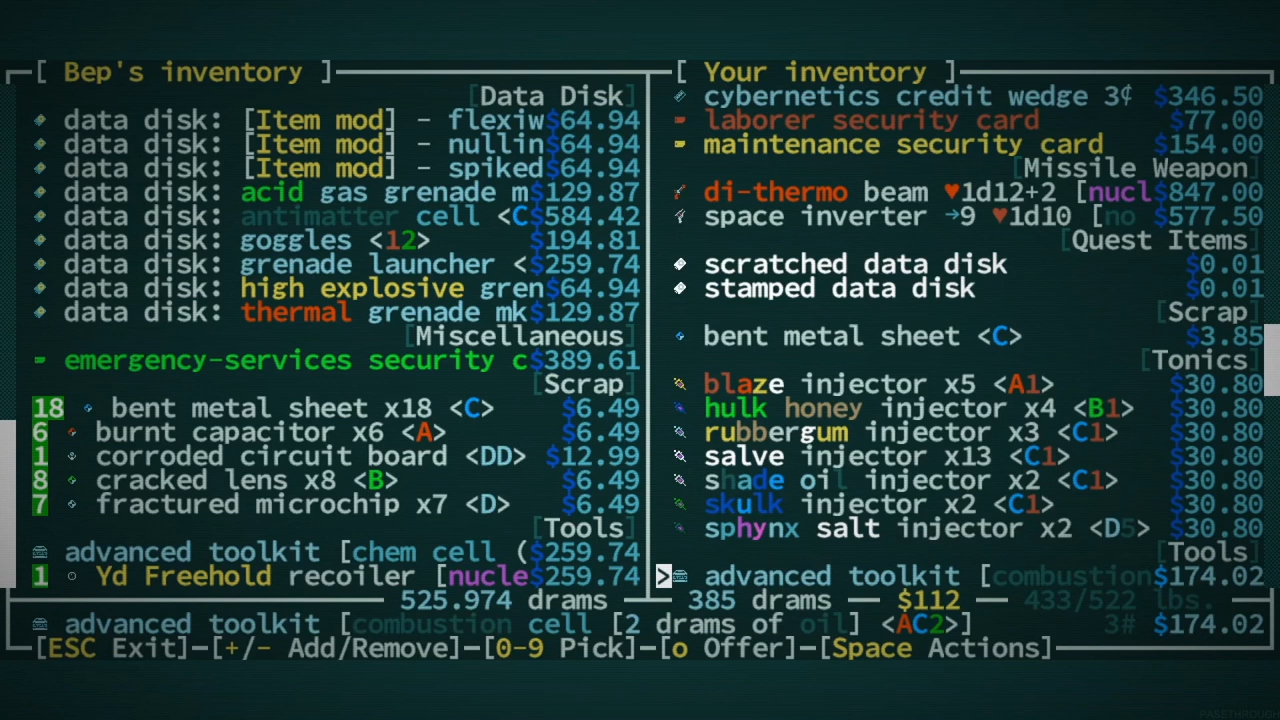 [ Bep's inventory ]
[Data Disk]
data disk: [Item mod] - flexiw $64.94
data disk: [Item mod] - nullin $64.94
data disk: [Item mod] - spiked $64.94
data disk: acid gas grenade m $129.87
data disk: antimatter cell <C $584.42
data disk: goggles <12> $194.81
data disk: grenade launcher < $259.74
data disk: high explosive gren $64.94
data disk: thermal grenade mk $129.87
[Miscellaneous]
emergency-services security c $389.61
[Scrap]
18 bent metal sheet x18 <C> $6.49
6 burnt capacitor x6 <A> $6.49
1 corroded circuit board <DD> $12.99
8 cracked lens x8 <B> $6.49
7 fractured microchip x7 <D> $6.49
[Tools]
advanced toolkit [chem cell ( $259.74
1 Yd Freehold recoiler [nucle $259.74
[ Your inventory ]
cybernetics credit wedge 3¢ $346.50
laborer security card $77.00
maintenance security card $154.00
[Missile Weapon]
di-thermo beam ♥1d12+2 [nucl $847.00
space inverter →9 ♥1d10 [no $577.50
[Quest Items]
scratched data disk $0.01
stamped data disk $0.01
[Scrap]
bent metal sheet <C> $3.85
[Tonics]
blaze injector x5 <A1> $30.80
hulk honey injector x4 <B1> $30.80
rubbergum injector x3 <C1> $30.80
salve injector x13 <C1> $30.80
shade oil injector x2 <C1> $30.80
skulk injector x2 <C1> $30.80
sphynx salt injector x2 <D5> $30.80
[Tools]
> advanced toolkit [combustion $174.02
525.974 drams 385 drams — $112 — 433/522 lbs.
advanced toolkit [combustion cell [2 drams of oil] <AC2>] 3# $174.02
[ESC Exit]-[+/- Add/Remove]-[0-9 Pick]-[o Offer]-[Space Actions]